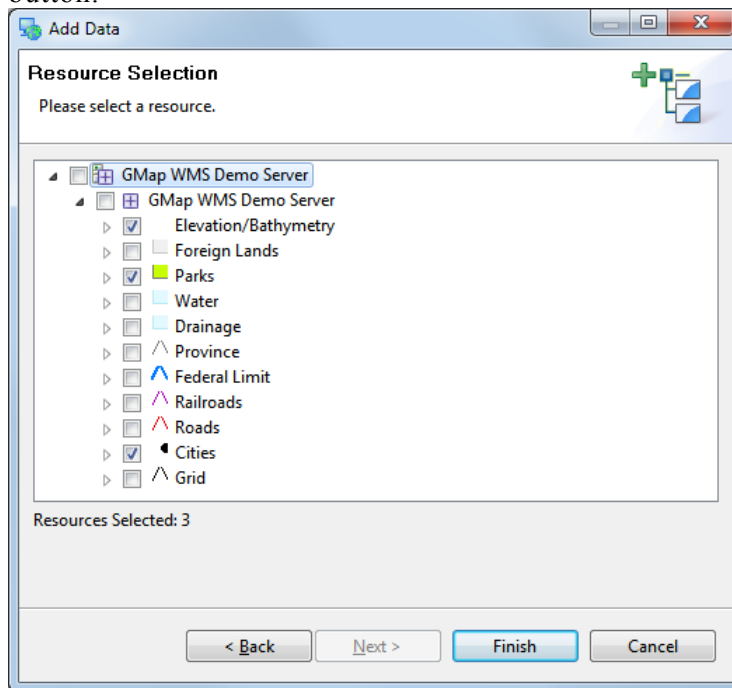 button.
Add Data
Resource Selection
Please select a resource.
GMap WMS Demo Server
GMap WMS Demo Server
Elevation/Bathymetry
Foreign Lands
Parks
Water
Drainage
Province
Federal Limit
Railroads
Roads
Cities
Grid
Resources Selected: 3
< Back
Next >
Finish
Cancel